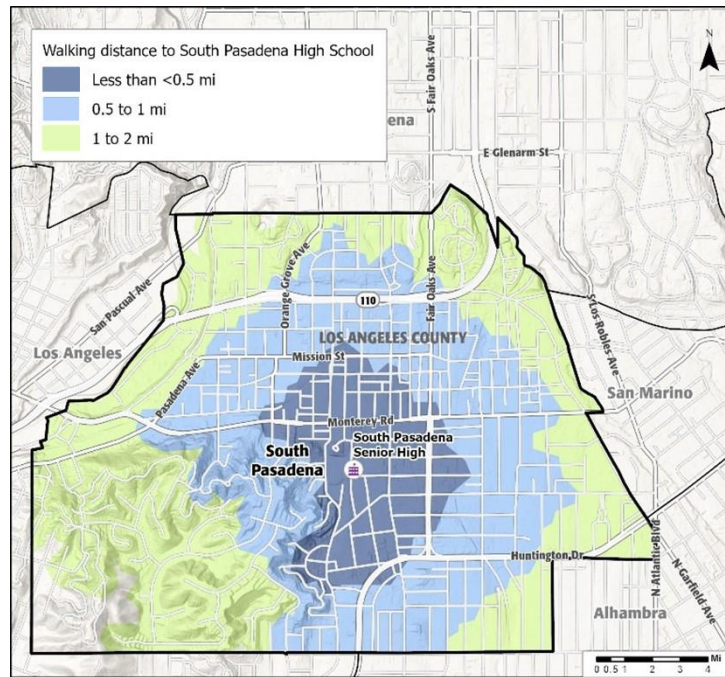 Walking distance to South Pasadena High School
Less than <0.5 mi
0.5 to 1 mi
1 to 2 mi
N
S Fair Oaks Ave
ena
E Glenarm St
San Pascual Ave
Orange Grove Ave
110
Fair Oaks Ave
S Los Robles Ave
Los Angeles
LOS ANGELES COUNTY
Mission St
Pasadena Ave
San Marino
Monterey Rd
South
Pasadena
South Pasadena
Senior High
Huntington Dr
N Atlantic Blvd
N Garfield Ave
Alhambra
Mi
0 0.5 1 2 3 4